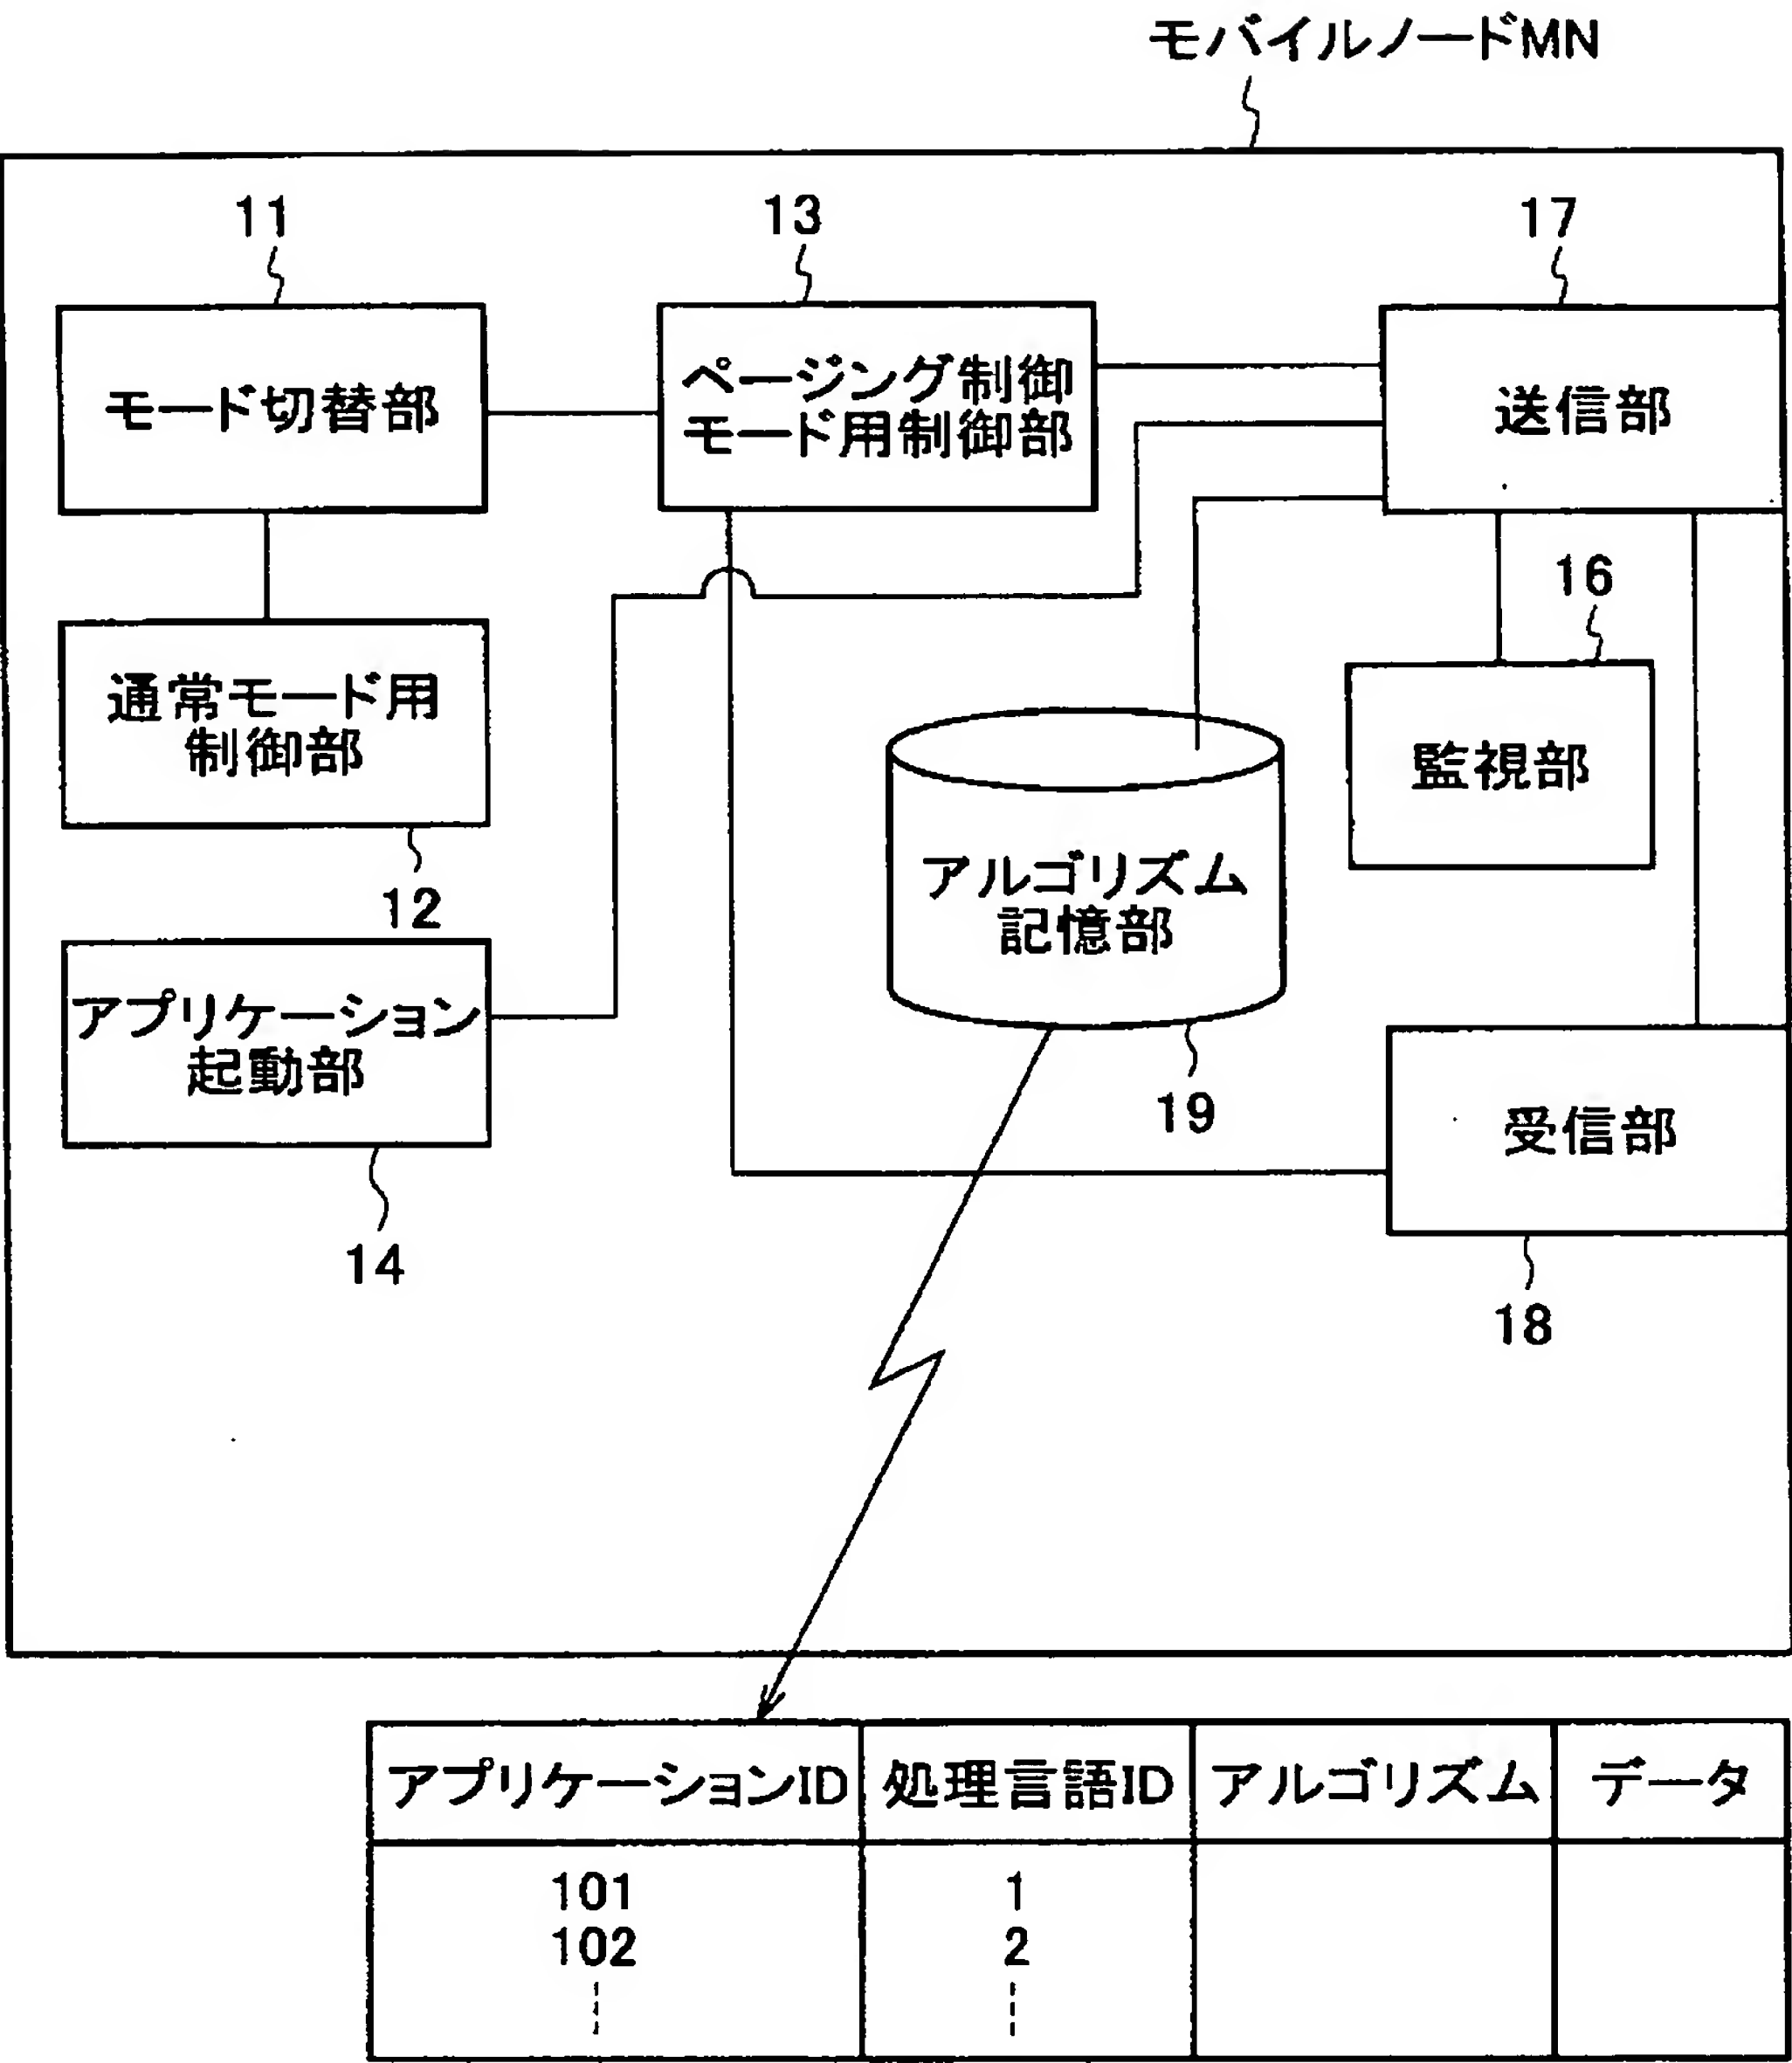 モバイルノードMN
11
13
17
モード切替部
ページング制御
モード用制御部
送信部
16
通常モード用
制御部
監視部
12
アルゴリズム
記憶部
アプリケーション
起動部
19
受信部
14
18
アプリケーションID 処理言語ID アルゴリズム データ
101 1
102 2